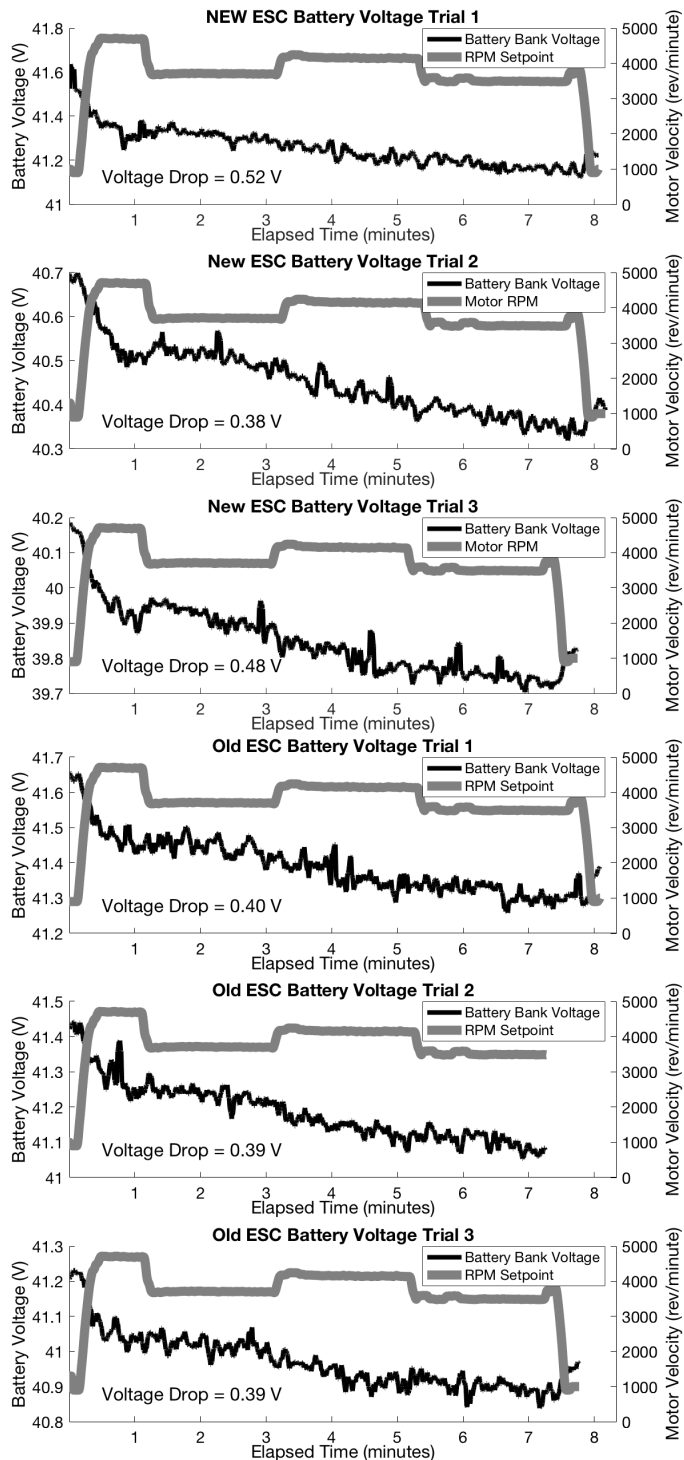 NEW ESC Battery Voltage Trial 1
41.8
41.6
41.4
41.2
41
Battery Voltage (V)
Battery Bank Voltage
RPM Setpoint
5000
4000
3000
2000
1000
0
Motor Velocity (rev/minute)
Voltage Drop = 0.52 V
1 2 3 4 5 6 7 8
Elapsed Time (minutes)
New ESC Battery Voltage Trial 2
40.7
40.6
40.5
40.4
40.3
Battery Voltage (V)
Battery Bank Voltage
Motor RPM
5000
4000
3000
2000
1000
0
Motor Velocity (rev/minute)
Voltage Drop = 0.38 V
1 2 3 4 5 6 7 8
Elapsed Time (minutes)
New ESC Battery Voltage Trial 3
40.2
40.1
40
39.9
39.8
39.7
Battery Voltage (V)
Battery Bank Voltage
Motor RPM
5000
4000
3000
2000
1000
0
Motor Velocity (rev/minute)
Voltage Drop = 0.48 V
1 2 3 4 5 6 7 8
Elapsed Time (minutes)
Old ESC Battery Voltage Trial 1
41.7
41.6
41.5
41.4
41.3
41.2
Battery Voltage (V)
Battery Bank Voltage
RPM Setpoint
5000
4000
3000
2000
1000
0
Motor Velocity (rev/minute)
Voltage Drop = 0.40 V
1 2 3 4 5 6 7 8
Elapsed Time (minutes)
Old ESC Battery Voltage Trial 2
41.5
41.4
41.3
41.2
41.1
41
Battery Voltage (V)
Battery Bank Voltage
RPM Setpoint
5000
4000
3000
2000
1000
0
Motor Velocity (rev/minute)
Voltage Drop = 0.39 V
1 2 3 4 5 6 7 8
Elapsed Time (minutes)
Old ESC Battery Voltage Trial 3
41.3
41.2
41.1
41
40.9
40.8
Battery Voltage (V)
Battery Bank Voltage
RPM Setpoint
5000
4000
3000
2000
1000
0
Motor Velocity (rev/minute)
Voltage Drop = 0.39 V
1 2 3 4 5 6 7 8
Elapsed Time (minutes)